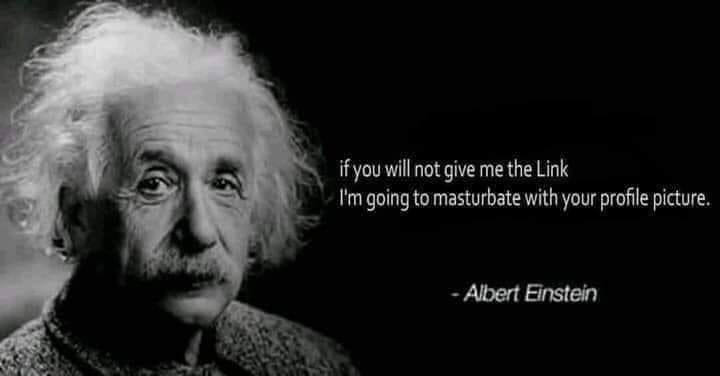 if you will not give me the Link
I'm going to masturbate with your profile picture.
- Albert Einstein